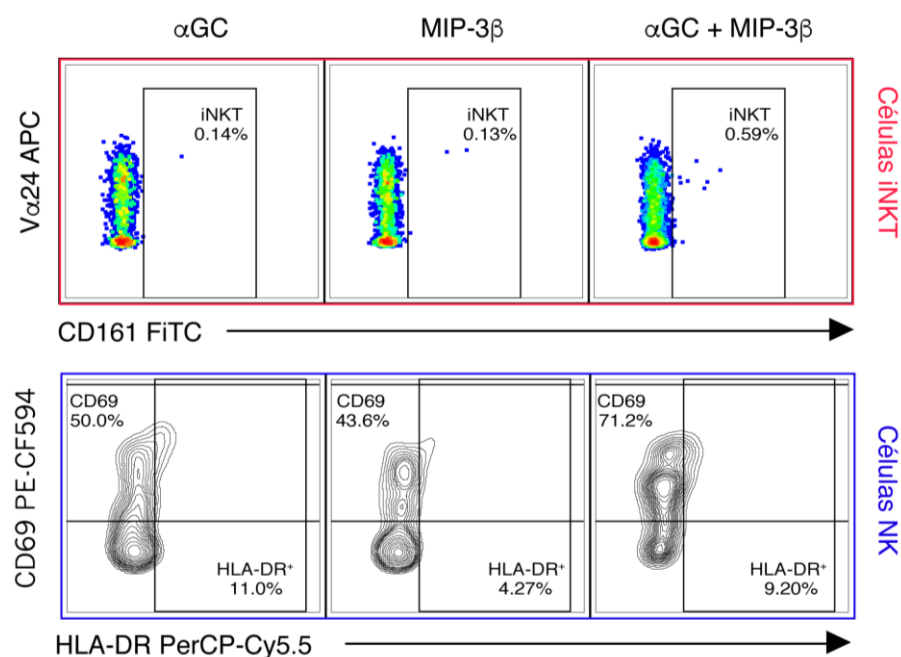 αGC
MIP-3β
αGC + MIP-3β
Vα24 APC
iNKT
0.14%
iNKT
0.13%
iNKT
0.59%
Células iNKT
CD161 FiTC
CD69 PE-CF594
CD69
50.0%
HLA-DR⁺
11.0%
CD69
43.6%
HLA-DR⁺
4.27%
CD69
71.2%
HLA-DR⁺
9.20%
Células NK
HLA-DR PerCP-Cy5.5